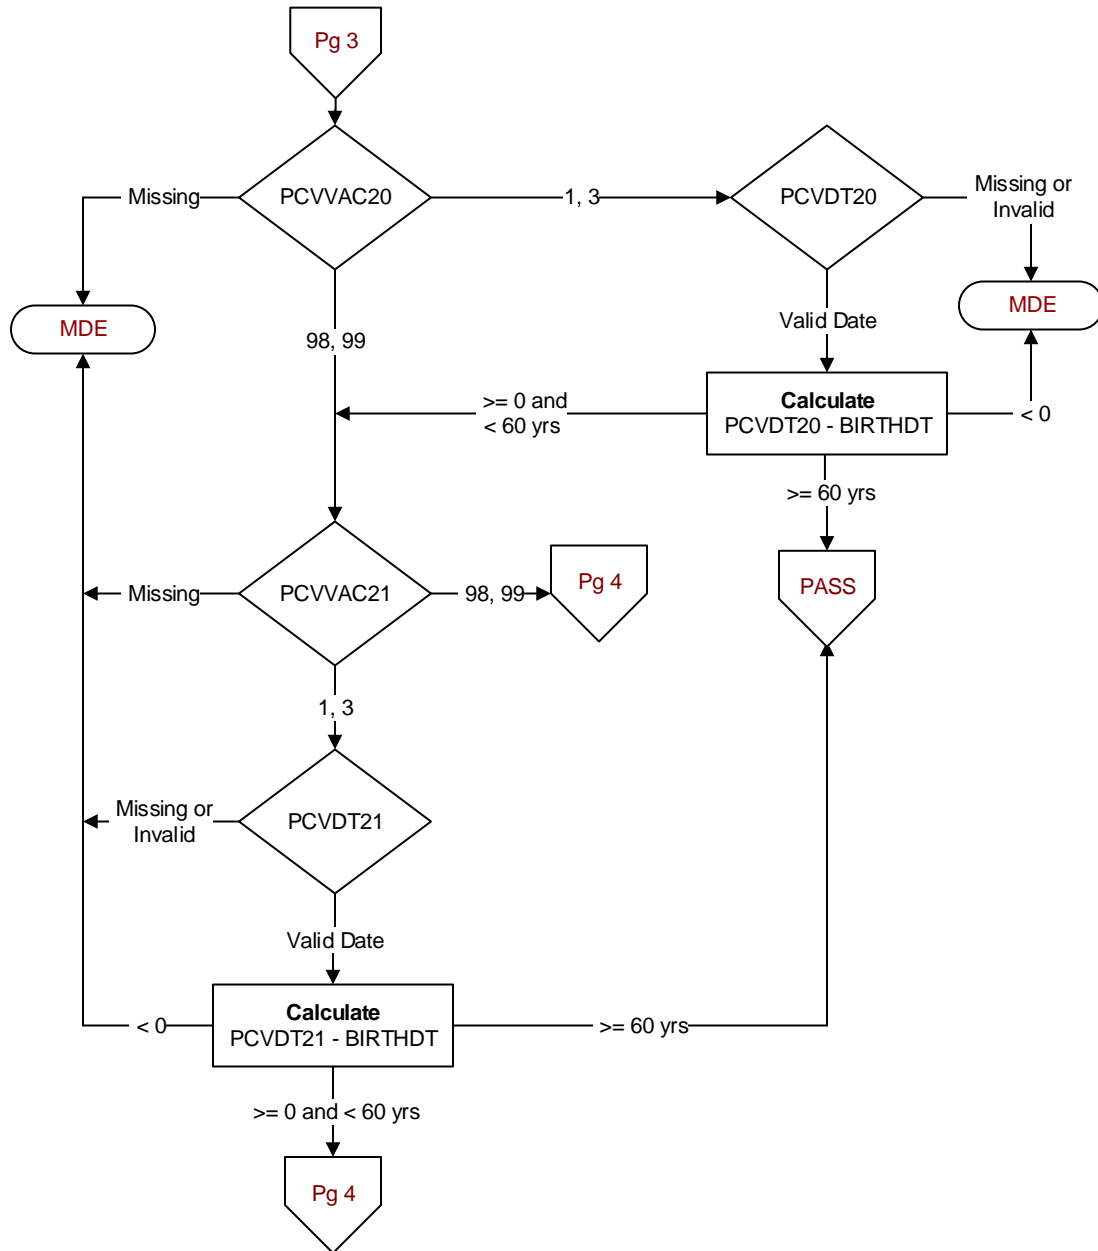 Pg 3
PCVVAC20
Missing
1, 3
PCVDT20
Missing or
Invalid
MDE
MDE
98, 99
Valid Date
Calculate
PCVDT20 - BIRTHDT
>= 0 and
< 60 yrs
< 0
>= 60 yrs
PASS
PCVVAC21
Missing
98, 99
Pg 4
1, 3
PCVDT21
Missing or
Invalid
Valid Date
Calculate
PCVDT21 - BIRTHDT
< 0
>= 60 yrs
>= 0 and < 60 yrs
Pg 4